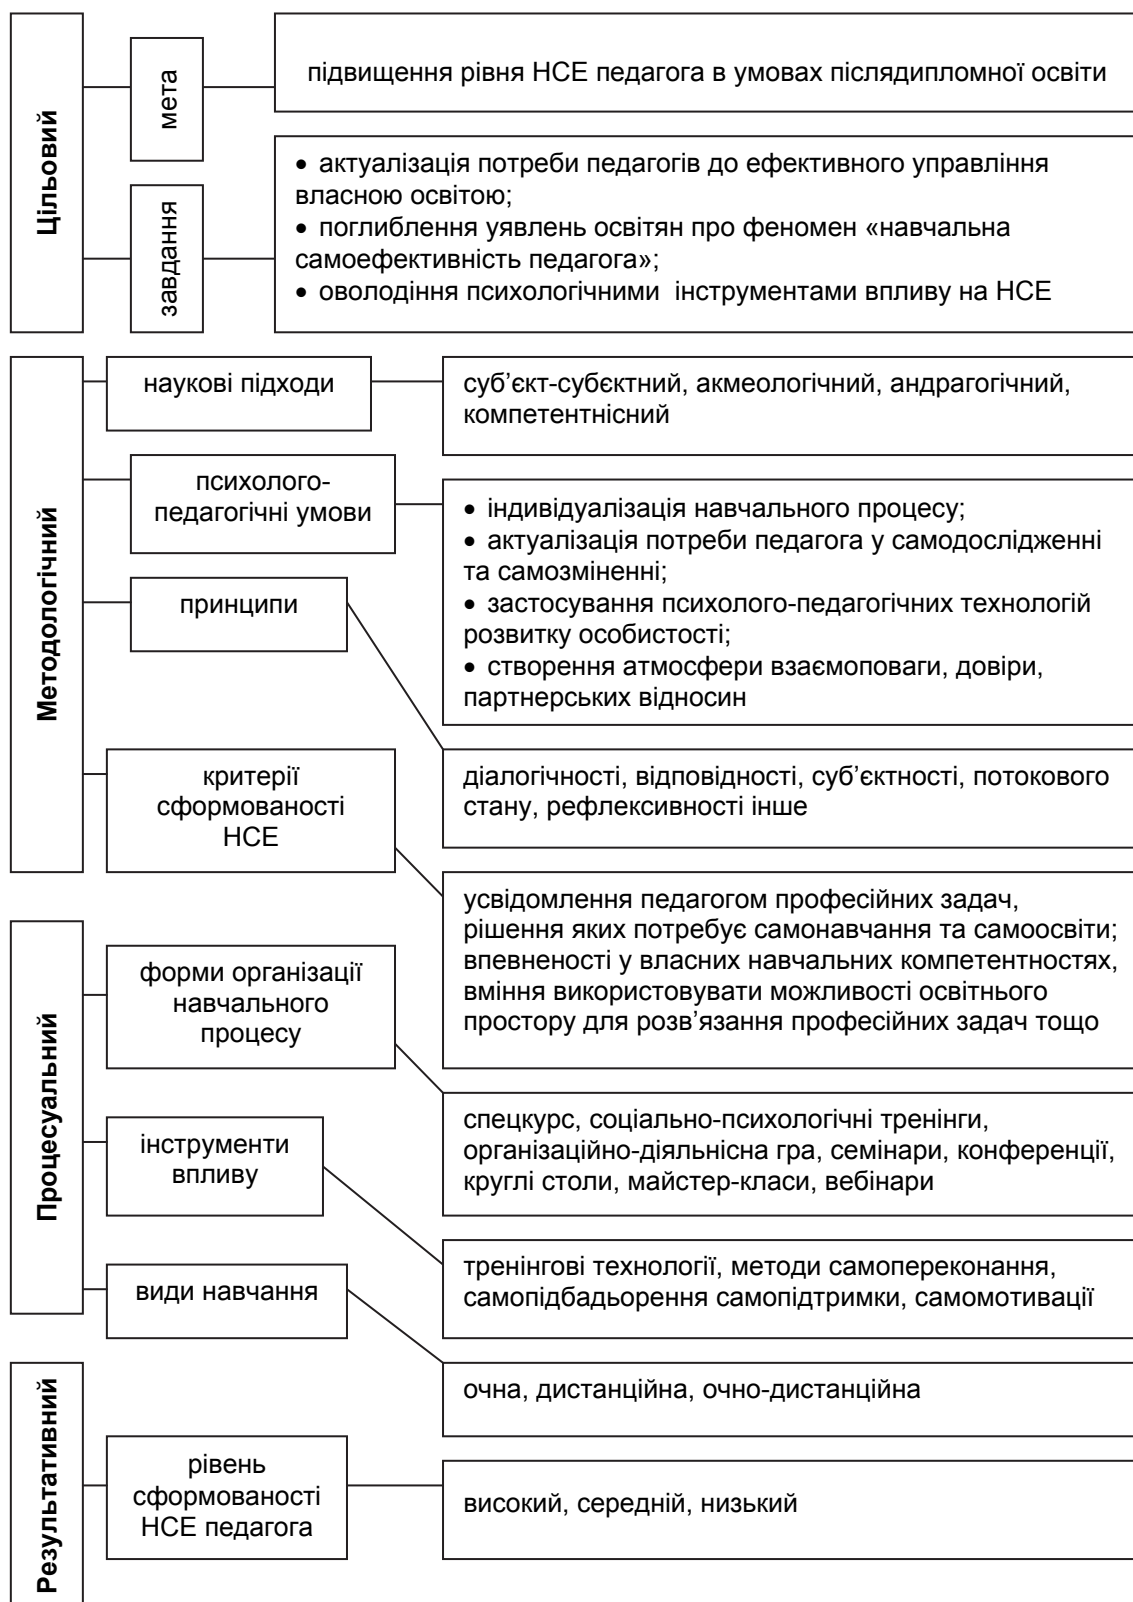 Цільовий
мета
підвищення рівня НСЕ педагога в умовах післядипломної освіти
завдання
• актуалізація потреби педагогів до ефективного управління
власною освітою;
• поглиблення уявлень освітян про феномен «навчальна
самоефективність педагога»;
• оволодіння психологічними інструментами впливу на НСЕ
Методологічний
наукові підходи
суб’єкт-субєктний, акмеологічний, андрагогічний,
компетентнісний
психолого-
педагогічні умови
• індивідуалізація навчального процесу;
• актуалізація потреби педагога у самодослідженні
та самозміненні;
• застосування психолого-педагогічних технологій
розвитку особистості;
• створення атмосфери взаємоповаги, довіри,
партнерських відносин
принципи
діалогічності, відповідності, суб’єктності, потокового
стану, рефлексивності інше
критерії
сформованості
НСЕ
усвідомлення педагогом професійних задач,
рішення яких потребує самонавчання та самоосвіти;
впевненості у власних навчальних компетентностях,
вміння використовувати можливості освітнього
простору для розв’язання професійних задач тощо
Процесуальний
форми організації
навчального
процесу
спецкурс, соціально-психологічні тренінги,
організаційно-діяльнісна гра, семінари, конференції,
круглі столи, майстер-класи, вебінари
інструменти
впливу
тренінгові технології, методи самопереконання,
самопідбадьорення самопідтримки, самомотивації
види навчання
очна, дистанційна, очно-дистанційна
Результативний
рівень
сформованості
НСЕ педагога
високий, середній, низький